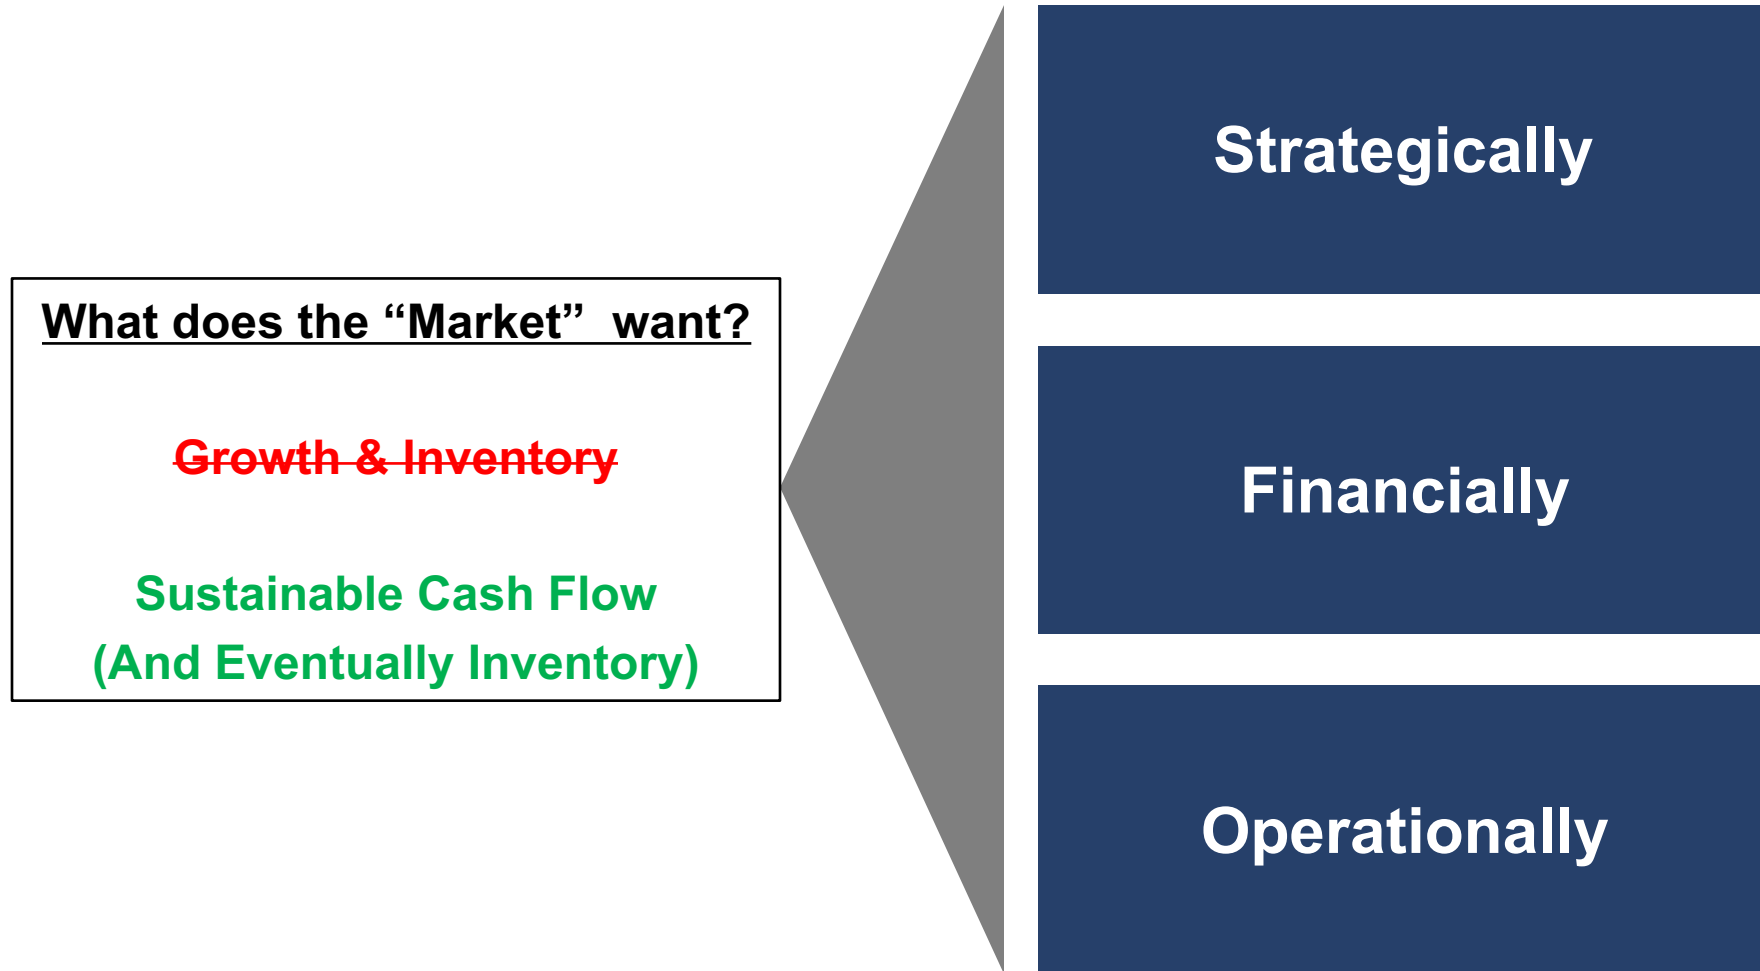 What does the “Market”  want?
Growth & Inventory
Sustainable Cash Flow
(And Eventually Inventory)
Strategically
Financially
Operationally